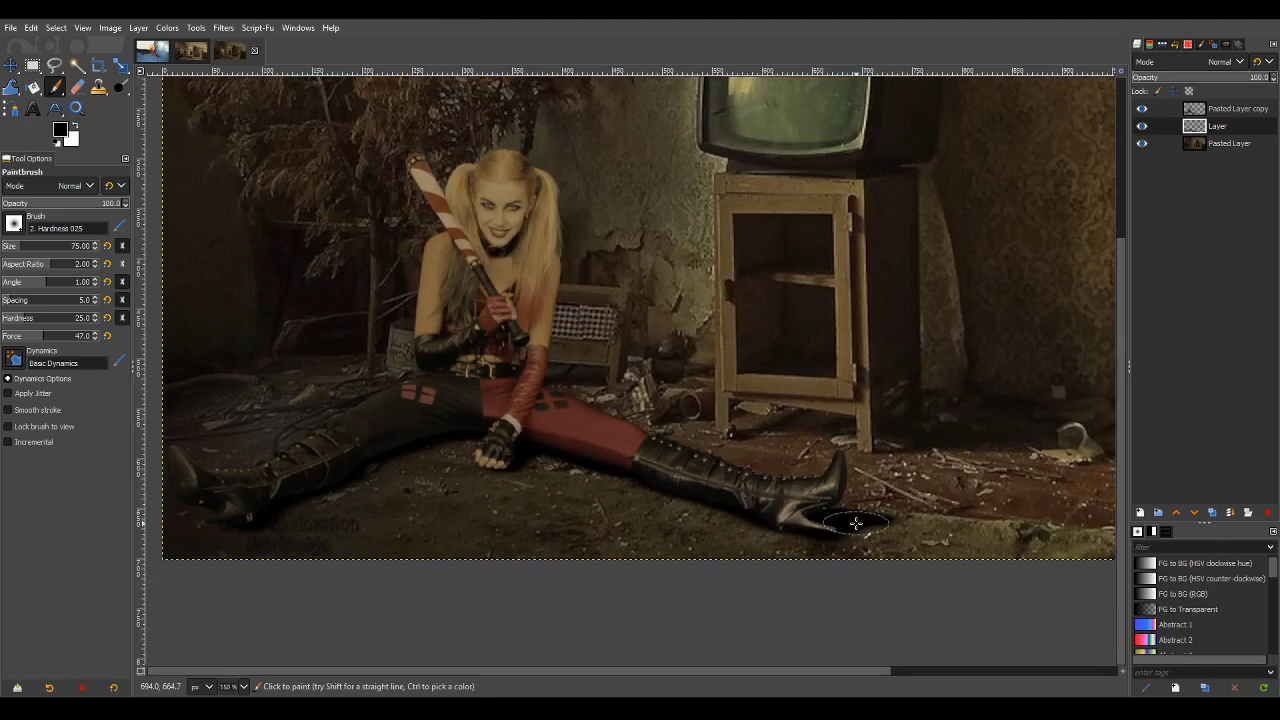 File Edit Select View Image Layer Colors Tools Filters Script-Fu Windows Help
Tool Options
Paintbrush
Mode Normal
Opacity 100.0
Brush
2. Hardness 025
Size 75.00
Aspect Ratio 2.00
Angle 1.00
Spacing 5.0
Hardness 25.0
Force 47.0
Dynamics
Basic Dynamics
Dynamics Options
Apply Jitter
Smooth stroke
Lock brush to view
Incremental
694.0, 664.7 px 150 % Click to paint (try Shift for a straight line, Ctrl to pick a color)
Mode Normal
Opacity 100.0
Lock:
Pasted Layer copy
Layer
Pasted Layer
filter
FG to BG (HSV clockwise hue)
FG to BG (HSV counter-clockwise)
FG to BG (RGB)
FG to Transparent
Abstract 1
Abstract 2
enter tags